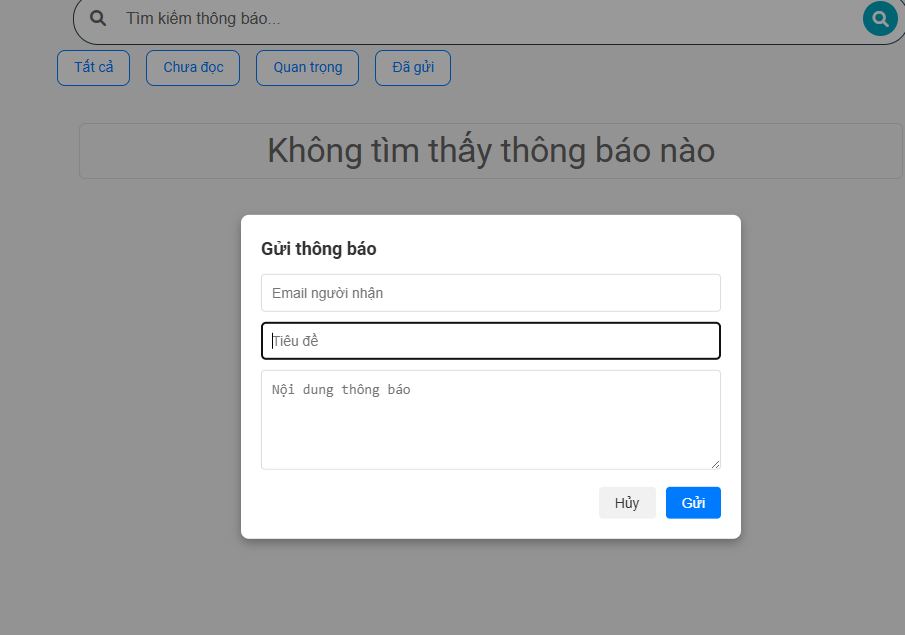 Tìm kiếm thông báo...
Tất cả
Chưa đọc
Quan trọng
Đã gửi
Không tìm thấy thông báo nào
Gửi thông báo
Email người nhận
Tiêu đề
Nội dung thông báo
Hủy
Gửi